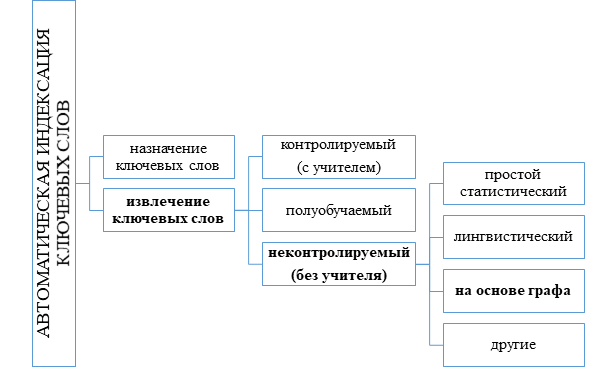 АВТОМАТИЧЕСКАЯ ИНДЕКСАЦИЯ
КЛЮЧЕВЫХ СЛОВ
назначение
ключевых слов
извлечение
ключевых слов
контролируемый
(с учителем)
полуобучаемый
неконтролируемый
(без учителя)
простой
статистический
лингвистический
на основе графа
другие